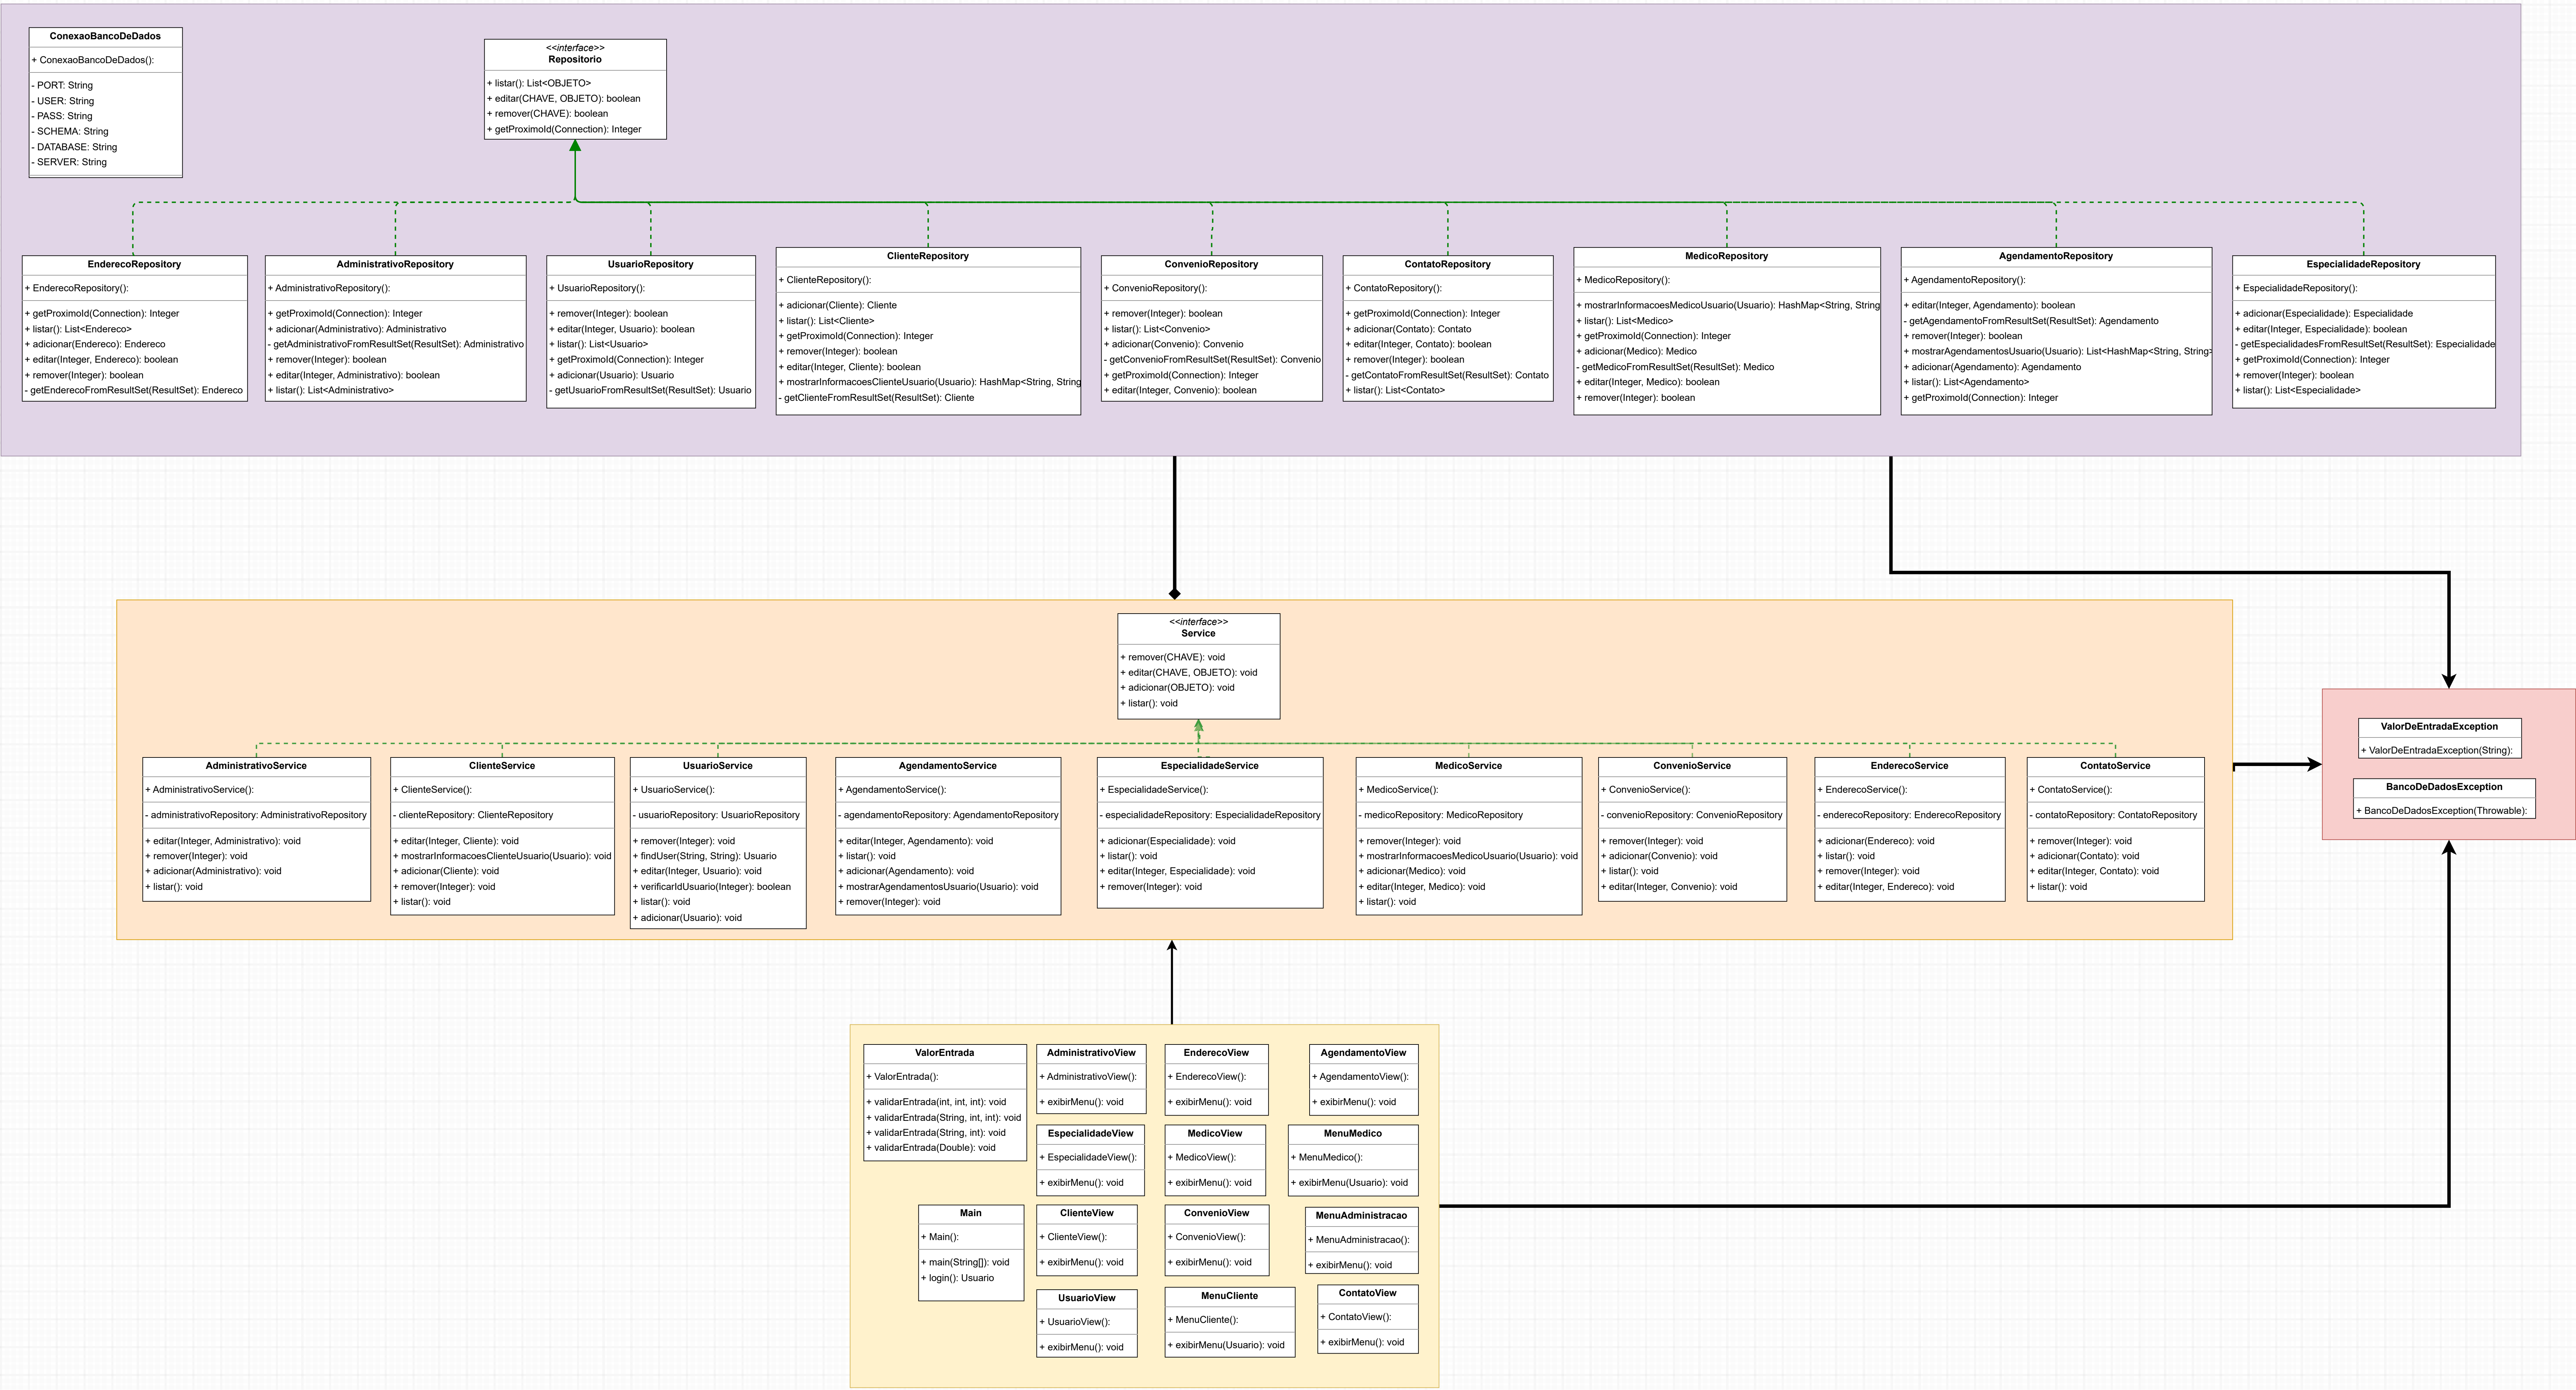 ConexaoBancoDeDados
+ ConexaoBancoDeDados():
- PORT: String
- USER: String
- PASS: String
- SCHEMA: String
- DATABASE: String
- SERVER: String
<<interface>>
Repositorio
+ listar(): List<OBJETO>
+ editar(CHAVE, OBJETO): boolean
+ remover(CHAVE): boolean
+ getProximoId(Connection): Integer
EnderecoRepository
+ EnderecoRepository():
+ getProximoId(Connection): Integer
+ listar(): List<Endereco>
+ adicionar(Endereco): Endereco
+ editar(Integer, Endereco): boolean
+ remover(Integer): boolean
- getEnderecoFromResultSet(ResultSet): Endereco
AdministrativoRepository
+ AdministrativoRepository():
+ getProximoId(Connection): Integer
+ adicionar(Administrativo): Administrativo
- getAdministrativoFromResultSet(ResultSet): Administrativo
+ remover(Integer): boolean
+ editar(Integer, Administrativo): boolean
+ listar(): List<Administrativo>
UsuarioRepository
+ UsuarioRepository():
+ remover(Integer): boolean
+ editar(Integer, Usuario): boolean
+ listar(): List<Usuario>
+ getProximoId(Connection): Integer
+ adicionar(Usuario): Usuario
- getUsuarioFromResultSet(ResultSet): Usuario
ClienteRepository
+ ClienteRepository():
+ adicionar(Cliente): Cliente
+ listar(): List<Cliente>
+ getProximoId(Connection): Integer
+ remover(Integer): boolean
+ editar(Integer, Cliente): boolean
+ mostrarInformacoesClienteUsuario(Usuario): HashMap<String, String
- getClienteFromResultSet(ResultSet): Cliente
ConvenioRepository
+ ConvenioRepository():
+ remover(Integer): boolean
+ listar(): List<Convenio>
+ adicionar(Convenio): Convenio
- getConvenioFromResultSet(ResultSet): Convenio
+ getProximoId(Connection): Integer
+ editar(Integer, Convenio): boolean
ContatoRepository
+ ContatoRepository():
+ getProximoId(Connection): Integer
+ adicionar(Contato): Contato
+ editar(Integer, Contato): boolean
+ remover(Integer): boolean
- getContatoFromResultSet(ResultSet): Contato
+ listar(): List<Contato>
MedicoRepository
+ MedicoRepository():
+ mostrarInformacoesMedicoUsuario(Usuario): HashMap<String, String
+ listar(): List<Medico>
+ getProximoId(Connection): Integer
+ adicionar(Medico): Medico
- getMedicoFromResultSet(ResultSet): Medico
+ editar(Integer, Medico): boolean
+ remover(Integer): boolean
AgendamentoRepository
+ AgendamentoRepository():
+ editar(Integer, Agendamento): boolean
- getAgendamentoFromResultSet(ResultSet): Agendamento
+ remover(Integer): boolean
+ mostrarAgendamentosUsuario(Usuario): List<HashMap<String, String>
+ adicionar(Agendamento): Agendamento
+ listar(): List<Agendamento>
+ getProximoId(Connection): Integer
EspecialidadeRepository
+ EspecialidadeRepository():
+ adicionar(Especialidade): Especialidade
+ editar(Integer, Especialidade): boolean
- getEspecialidadesFromResultSet(ResultSet): Especialidade
+ getProximoId(Connection): Integer
+ remover(Integer): boolean
+ listar(): List<Especialidade>
<<interface>>
Service
+ remover(CHAVE): void
+ editar(CHAVE, OBJETO): void
+ adicionar(OBJETO): void
+ listar(): void
AdministrativoService
+ AdministrativoService():
- administrativoRepository: AdministrativoRepository
+ editar(Integer, Administrativo): void
+ remover(Integer): void
+ adicionar(Administrativo): void
+ listar(): void
ClienteService
+ ClienteService():
- clienteRepository: ClienteRepository
+ editar(Integer, Cliente): void
+ mostrarInformacoesClienteUsuario(Usuario): void
+ adicionar(Cliente): void
+ remover(Integer): void
+ listar(): void
UsuarioService
+ UsuarioService():
- usuarioRepository: UsuarioRepository
+ remover(Integer): void
+ findUser(String, String): Usuario
+ editar(Integer, Usuario): void
+ verificarIdUsuario(Integer): boolean
+ listar(): void
+ adicionar(Usuario): void
AgendamentoService
+ AgendamentoService():
- agendamentoRepository: AgendamentoRepository
+ editar(Integer, Agendamento): void
+ listar(): void
+ adicionar(Agendamento): void
+ mostrarAgendamentosUsuario(Usuario): void
+ remover(Integer): void
EspecialidadeService
+ EspecialidadeService():
- especialidadeRepository: EspecialidadeRepository
+ adicionar(Especialidade): void
+ listar(): void
+ editar(Integer, Especialidade): void
+ remover(Integer): void
MedicoService
+ MedicoService():
- medicoRepository: MedicoRepository
+ remover(Integer): void
+ mostrarInformacoesMedicoUsuario(Usuario): void
+ adicionar(Medico): void
+ editar(Integer, Medico): void
+ listar(): void
ConvenioService
+ ConvenioService():
- convenioRepository: ConvenioRepository
+ remover(Integer): void
+ adicionar(Convenio): void
+ listar(): void
+ editar(Integer, Convenio): void
EnderecoService
+ EnderecoService():
- enderecoRepository: EnderecoRepository
+ adicionar(Endereco): void
+ listar(): void
+ remover(Integer): void
+ editar(Integer, Endereco): void
ContatoService
+ ContatoService():
- contatoRepository: ContatoRepository
+ remover(Integer): void
+ adicionar(Contato): void
+ editar(Integer, Contato): void
+ listar(): void
ValorDeEntradaException
+ ValorDeEntradaException(String):
BancoDeDadosException
+ BancoDeDadosException(Throwable):
ValorEntrada
+ ValorEntrada():
+ validarEntrada(int, int, int): void
+ validarEntrada(String, int, int): void
+ validarEntrada(String, int): void
+ validarEntrada(Double): void
AdministrativoView
+ AdministrativoView():
+ exibirMenu(): void
EnderecoView
+ EnderecoView():
+ exibirMenu(): void
AgendamentoView
+ AgendamentoView():
+ exibirMenu(): void
EspecialidadeView
+ EspecialidadeView():
+ exibirMenu(): void
MedicoView
+ MedicoView():
+ exibirMenu(): void
MenuMedico
+ MenuMedico():
+ exibirMenu(Usuario): void
Main
+ Main():
+ main(String[]): void
+ login(): Usuario
ClienteView
+ ClienteView():
+ exibirMenu(): void
ConvenioView
+ ConvenioView():
+ exibirMenu(): void
MenuAdministracao
+ MenuAdministracao():
+ exibirMenu(): void
UsuarioView
+ UsuarioView():
+ exibirMenu(): void
MenuCliente
+ MenuCliente():
+ exibirMenu(Usuario): void
ContatoView
+ ContatoView():
+ exibirMenu(): void